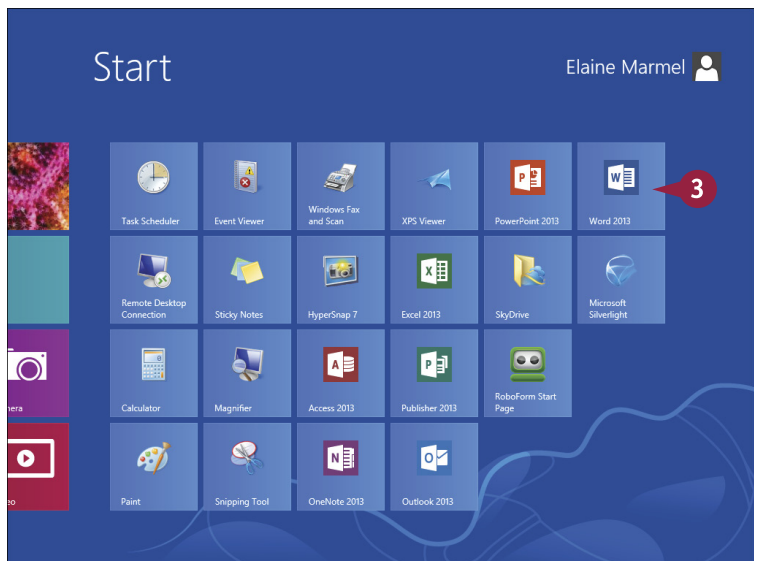 Start
Elaine Marmel
Task Scheduler
Event Viewer
Windows Fax
and Scan
XPS Viewer
PowerPoint 2013
Word 2013
3
Remote Desktop
Connection
Sticky Notes
HyperSnap 7
Excel 2013
SkyDrive
Microsoft
Silverlight
mera
Calculator
Magnifier
Access 2013
Publisher 2013
RoboForm Start
Page
eo
Paint
Snipping Tool
OneNote 2013
Outlook 2013